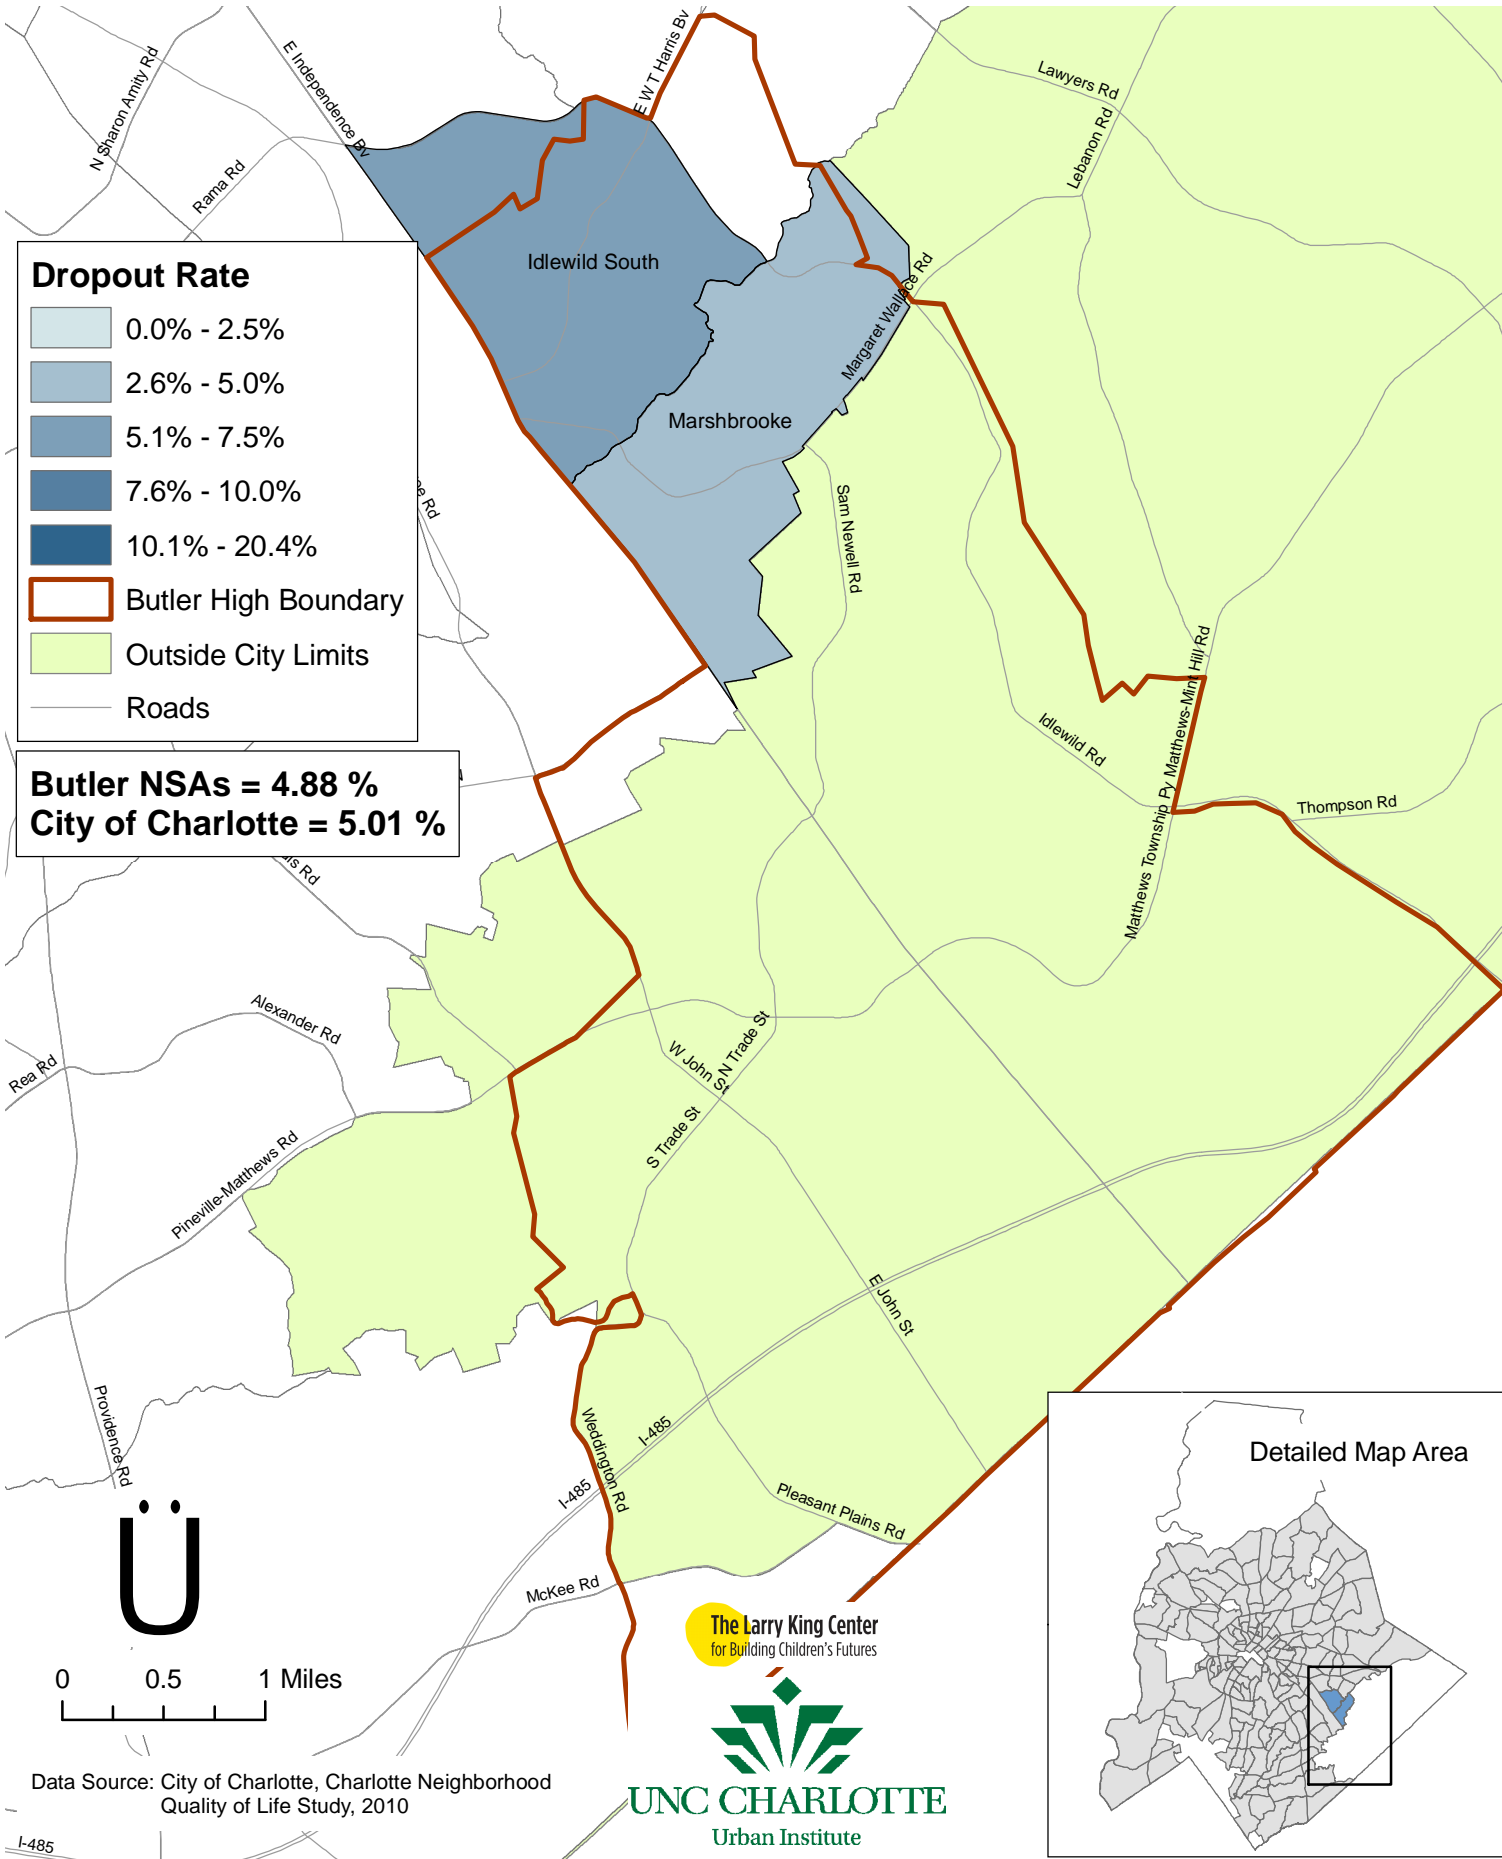 E W T Harris Bv
E Independence Bv
N Sharon Amity Rd
Rama Rd
Lawyers Rd
Lebanon Rd
Idlewild South
Margaret Wallace Rd
Marshbrooke
Dropout Rate
0.0% - 2.5%
2.6% - 5.0%
5.1% - 7.5%
7.6% - 10.0%
10.1% - 20.4%
Butler High Boundary
Outside City Limits
Roads
Rd
Sam Newell Rd
Matthews-Mint Hill Rd
Idlewild Rd
Matthews Township Py
Thompson Rd
Butler NSAs = 4.88 %
City of Charlotte = 5.01 %
Rd
Alexander Rd
Rea Rd
N Trade St
W John St
S Trade St
Pineville-Matthews Rd
E John St
Providence Rd
Weddington Rd
I-485
I-485
Pleasant Plains Rd
McKee Rd
Detailed Map Area
Ü
The Larry King Center
for Building Children's Futures
0 0.5 1 Miles
UNC CHARLOTTE
Urban Institute
Data Source: City of Charlotte, Charlotte Neighborhood
Quality of Life Study, 2010
I-485